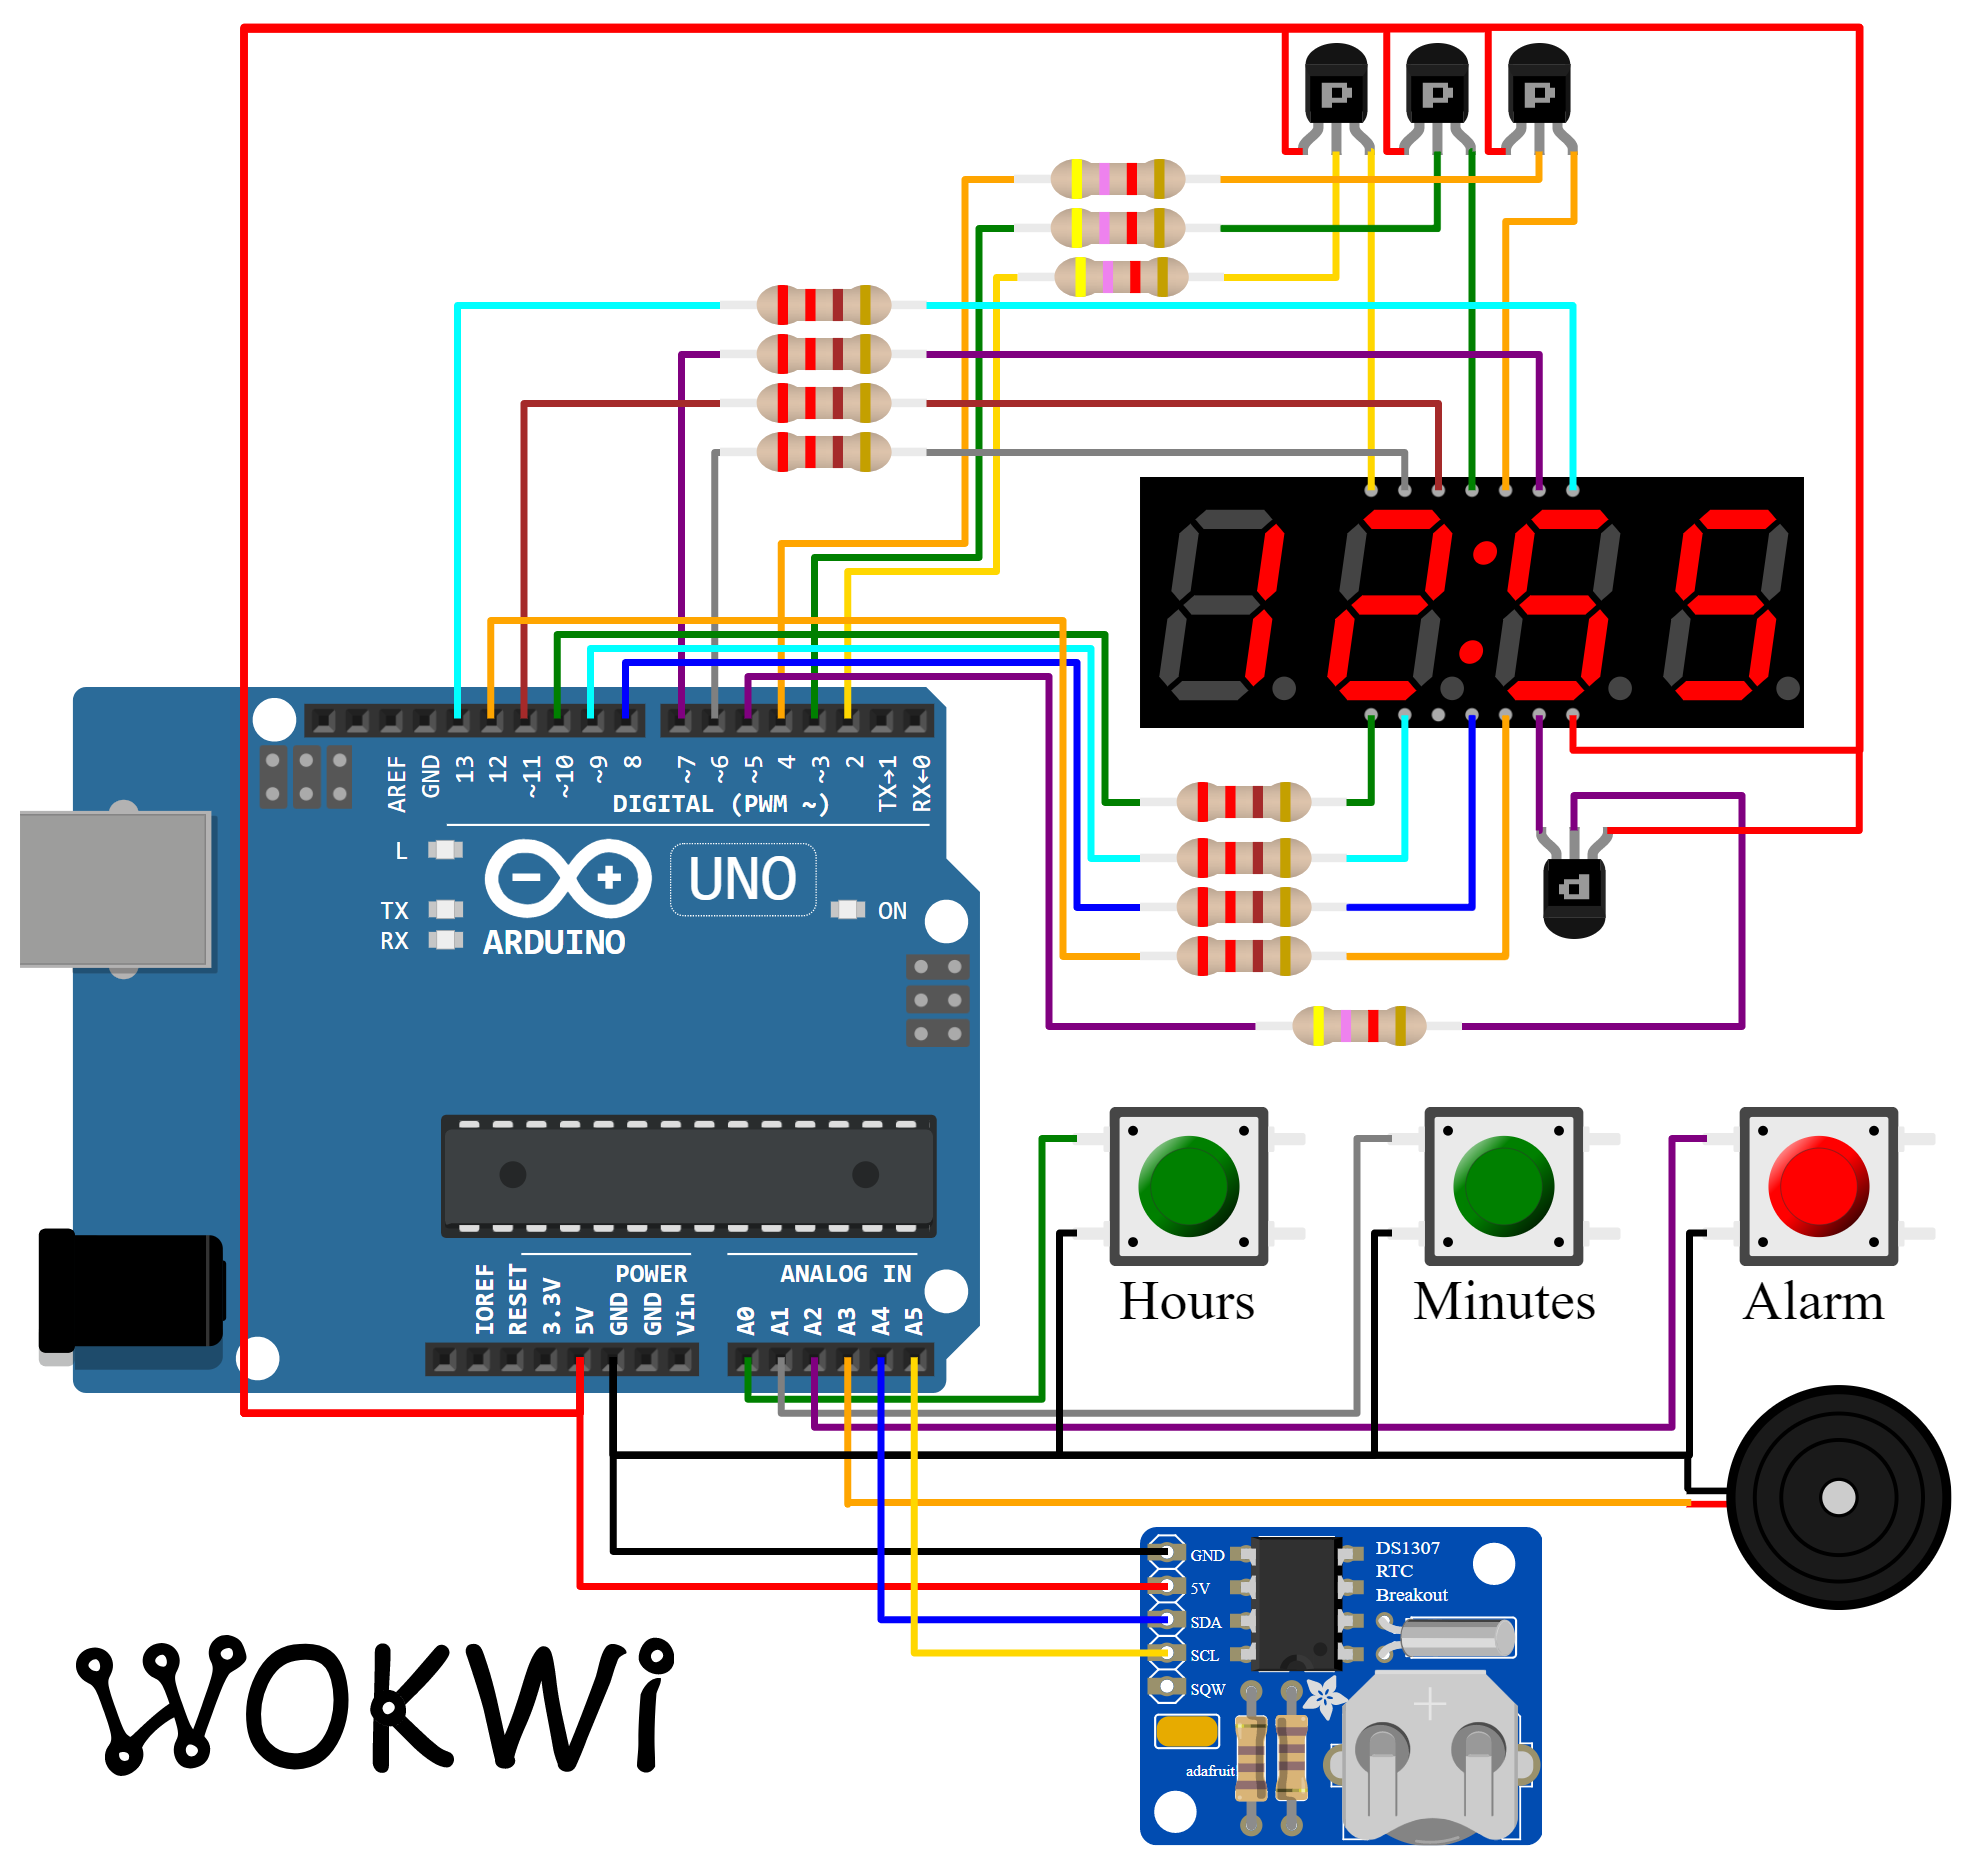 P P P
12:55
AREF
GND
13
12
~11
~10
~9
8
~7
~6
~5
4
~3
2
TX→1
RX←0
DIGITAL (PWM ~)
L
TX
RX
UNO
ON
ARDUINO
P
POWER
ANALOG IN
IOREF
RESET
3.3V
5V
GND
GND
Vin
A0
A1
A2
A3
A4
A5
Hours
Minutes
Alarm
GND
5V
SDA
SCL
SQW
DS1307
RTC
Breakout
adafruit
WOKWi